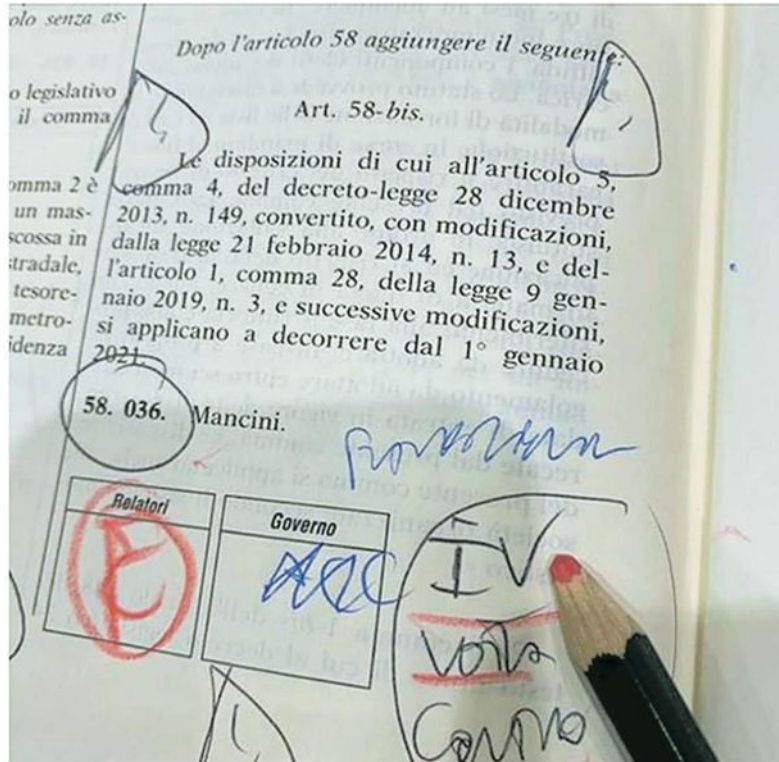 olo senza as-
o legislativo
il comma
omma 2 è
un mas-
scossa in
stradale,
tesore-
metro-
idenza
Dopo l'articolo 58 aggiungere il seguente:
Art. 58-bis.
Le disposizioni di cui all'articolo 5,
comma 4, del decreto-legge 28 dicembre
2013, n. 149, convertito, con modificazioni,
dalla legge 21 febbraio 2014, n. 13, e del-
l'articolo 1, comma 28, della legge 9 gen-
naio 2019, n. 3, e successive modificazioni,
si applicano a decorrere dal 1° gennaio
2021.
58. 036. Mancini.
Relatori
Governo
IV
Vota
Contro